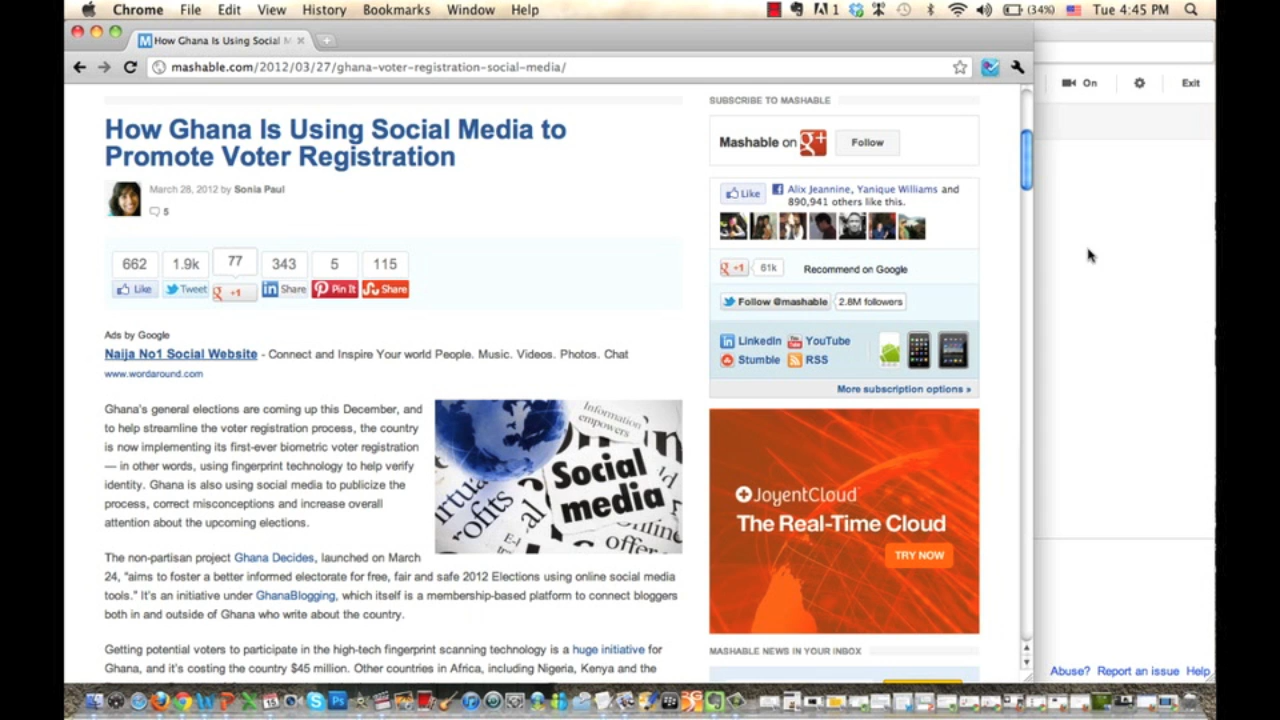 Chrome File Edit View History Bookmarks Window Help
1 (34%) Tue 4:45 PM
How Ghana Is Using Social M
mashable.com/2012/03/27/ghana-voter-registration-social-media/
On Exit
How Ghana Is Using Social Media to
Promote Voter Registration
March 28, 2012 by Sonia Paul
5
662 1.9k 77 343 5 115
Like Tweet +1 Share Pin It Share
Ads by Google
Naija No1 Social Website - Connect and Inspire Your world People. Music. Videos. Photos. Chat
www.wordaround.com
Ghana's general elections are coming up this December, and
to help streamline the voter registration process, the country
is now implementing its first-ever biometric voter registration
— in other words, using fingerprint technology to help verify
identity. Ghana is also using social media to publicize the
process, correct misconceptions and increase overall
attention about the upcoming elections.
Information
empowers
Social
media
offer
The non-partisan project Ghana Decides, launched on March
24, "aims to foster a better informed electorate for free, fair and safe 2012 Elections using online social media
tools." It's an initiative under GhanaBlogging, which itself is a membership-based platform to connect bloggers
both in and outside of Ghana who write about the country.
Getting potential voters to participate in the high-tech fingerprint scanning technology is a huge initiative for
Ghana, and it's costing the country $45 million. Other countries in Africa, including Nigeria, Kenya and the
SUBSCRIBE TO MASHABLE
Mashable on g+ Follow
Like Alix Jeannine, Yanique Williams and
890,941 others like this.
+1 61k Recommend on Google
Follow @mashable 2.8M followers
LinkedIn YouTube
Stumble RSS
More subscription options »
JoyentCloud
The Real-Time Cloud
TRY NOW
MASHABLE NEWS IN YOUR INBOX
Abuse? Report an issue Help